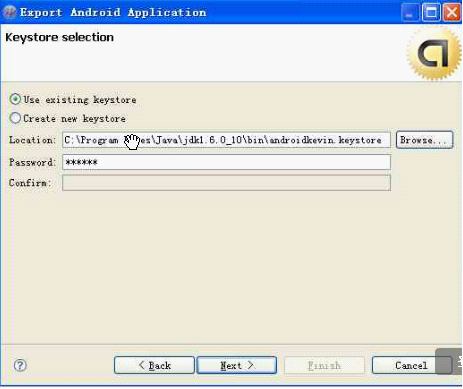 Export Android Application
Keystore selection
Use existing keystore
Create new keystore
Location: C:\Program es\Java\jdk1.6.0_10\bin\androidkevin.keystore Browse...
Password: ******
Confirm:
< Back Next > Finish Cancel